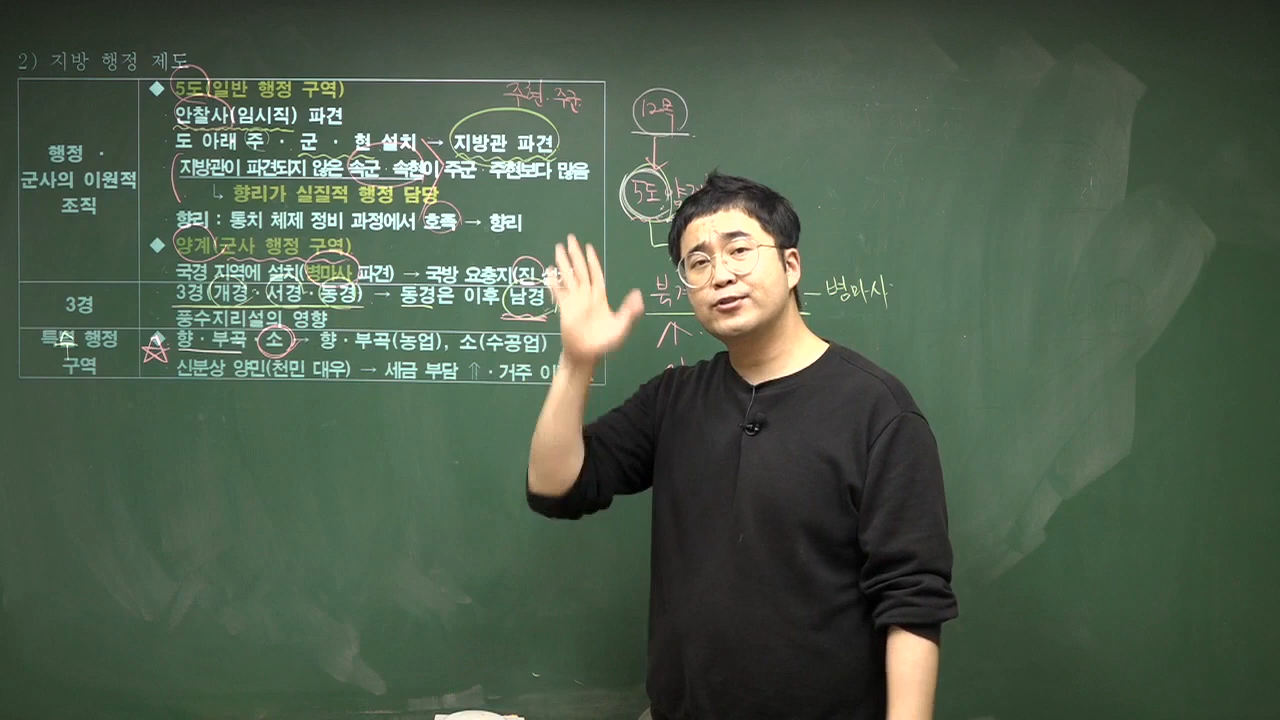 2) 지방 행정 제도
행정 ·
군사의 이원적
조직
◆ 5도(일반 행정 구역)
안찰사(임시직) 파견
도 아래 주 · 군 · 현 설치 → 지방관 파견
지방관이 파견되지 않은 속군 · 속현이 주군 · 주현보다 많음
↳ 향리가 실질적 행정 담당
향리 : 통치 체제 정비 과정에서 호족 → 향리
◆ 양계(군사 행정 구역)
국경 지역에 설치(병마사 파견) → 국방 요충지(진
3경
3경(개경 · 서경 · 동경) → 동경은 이후 남경
풍수지리설의 영향
특수 행정
구역
◆ 향 · 부곡 · 소 → 향 · 부곡(농업), 소(수공업)
신분상 양민(천민 대우) → 세금 부담 ⇑ · 거주
주현·주군
12목
5도
병마사